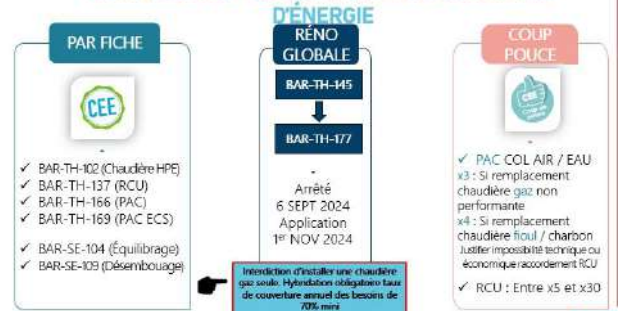 D'ÉNERGIE
PAR FICHE
CEE
-
✓ BAR-TH-102 (Chaudière HPE)
✓ BAR-TH-137 (RCU)
✓ BAR-TH-166 (PAC)
✓ BAR-TH-169 (PAC ECS)
✓ BAR-SE-104 (Équilibrage)
✓ BAR-SE-109 (Désembouage)
RÉNO
GLOBALE
BAR-TH-145
BAR-TH-177
-
Arrêté
6 SEPT 2024
Application
1er NOV 2024
Interdiction d'installer une chaudière
gaz seule. Hybridation obligatoire taux
de couverture annuel des besoins de
70% mini
COUP
POUCE
CEE
-
✓ PAC COL AIR / EAU
x3 : Si remplacement
chaudière gaz non
performante
x4 : Si remplacement
chaudière fioul / charbon
Justifier impossibilité technique ou
économique raccordement RCU
✓ RCU : Entre x5 et x30